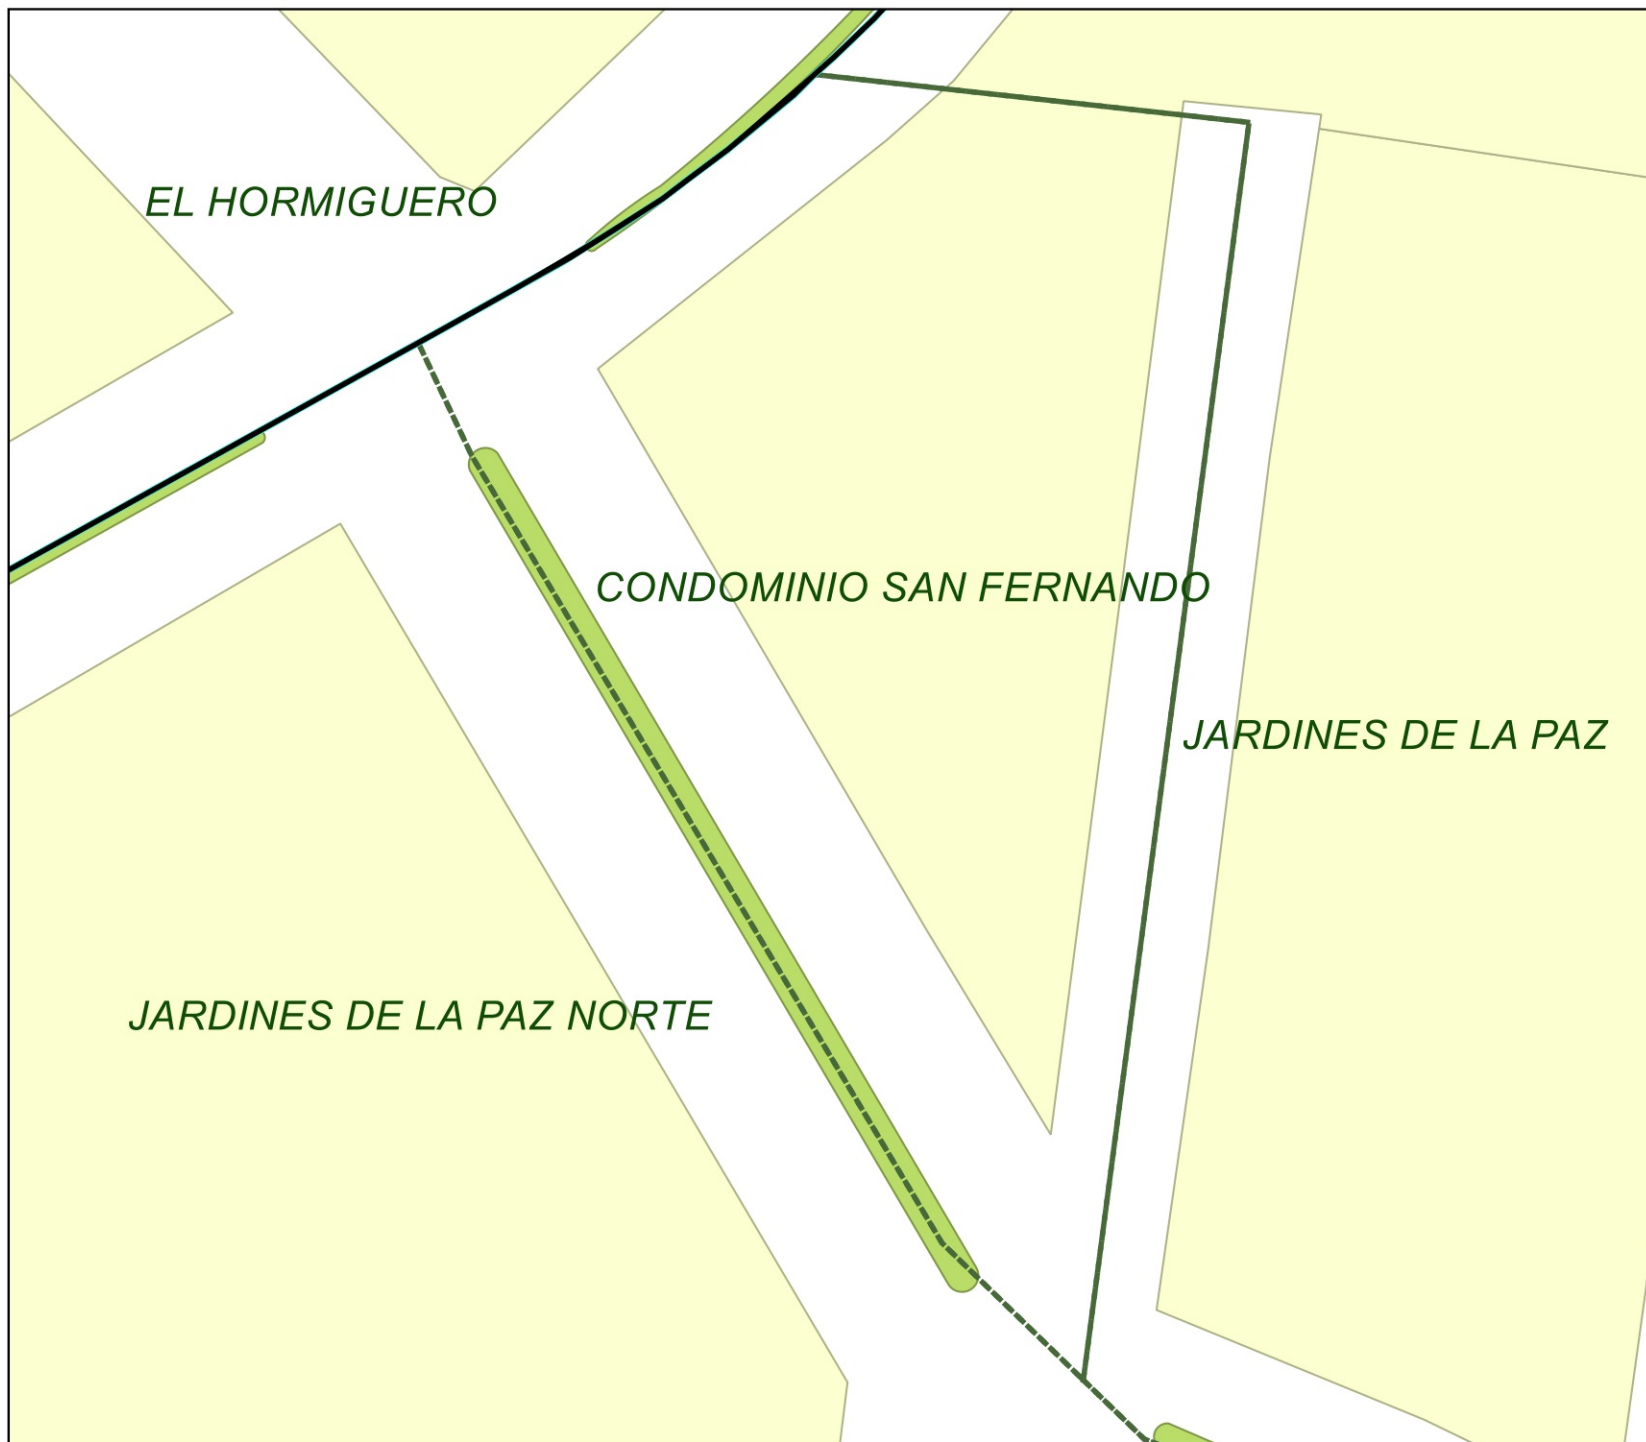 EL HORMIGUERO
CONDOMINIO SAN FERNANDO
JARDINES DE LA PAZ
JARDINES DE LA PAZ NORTE